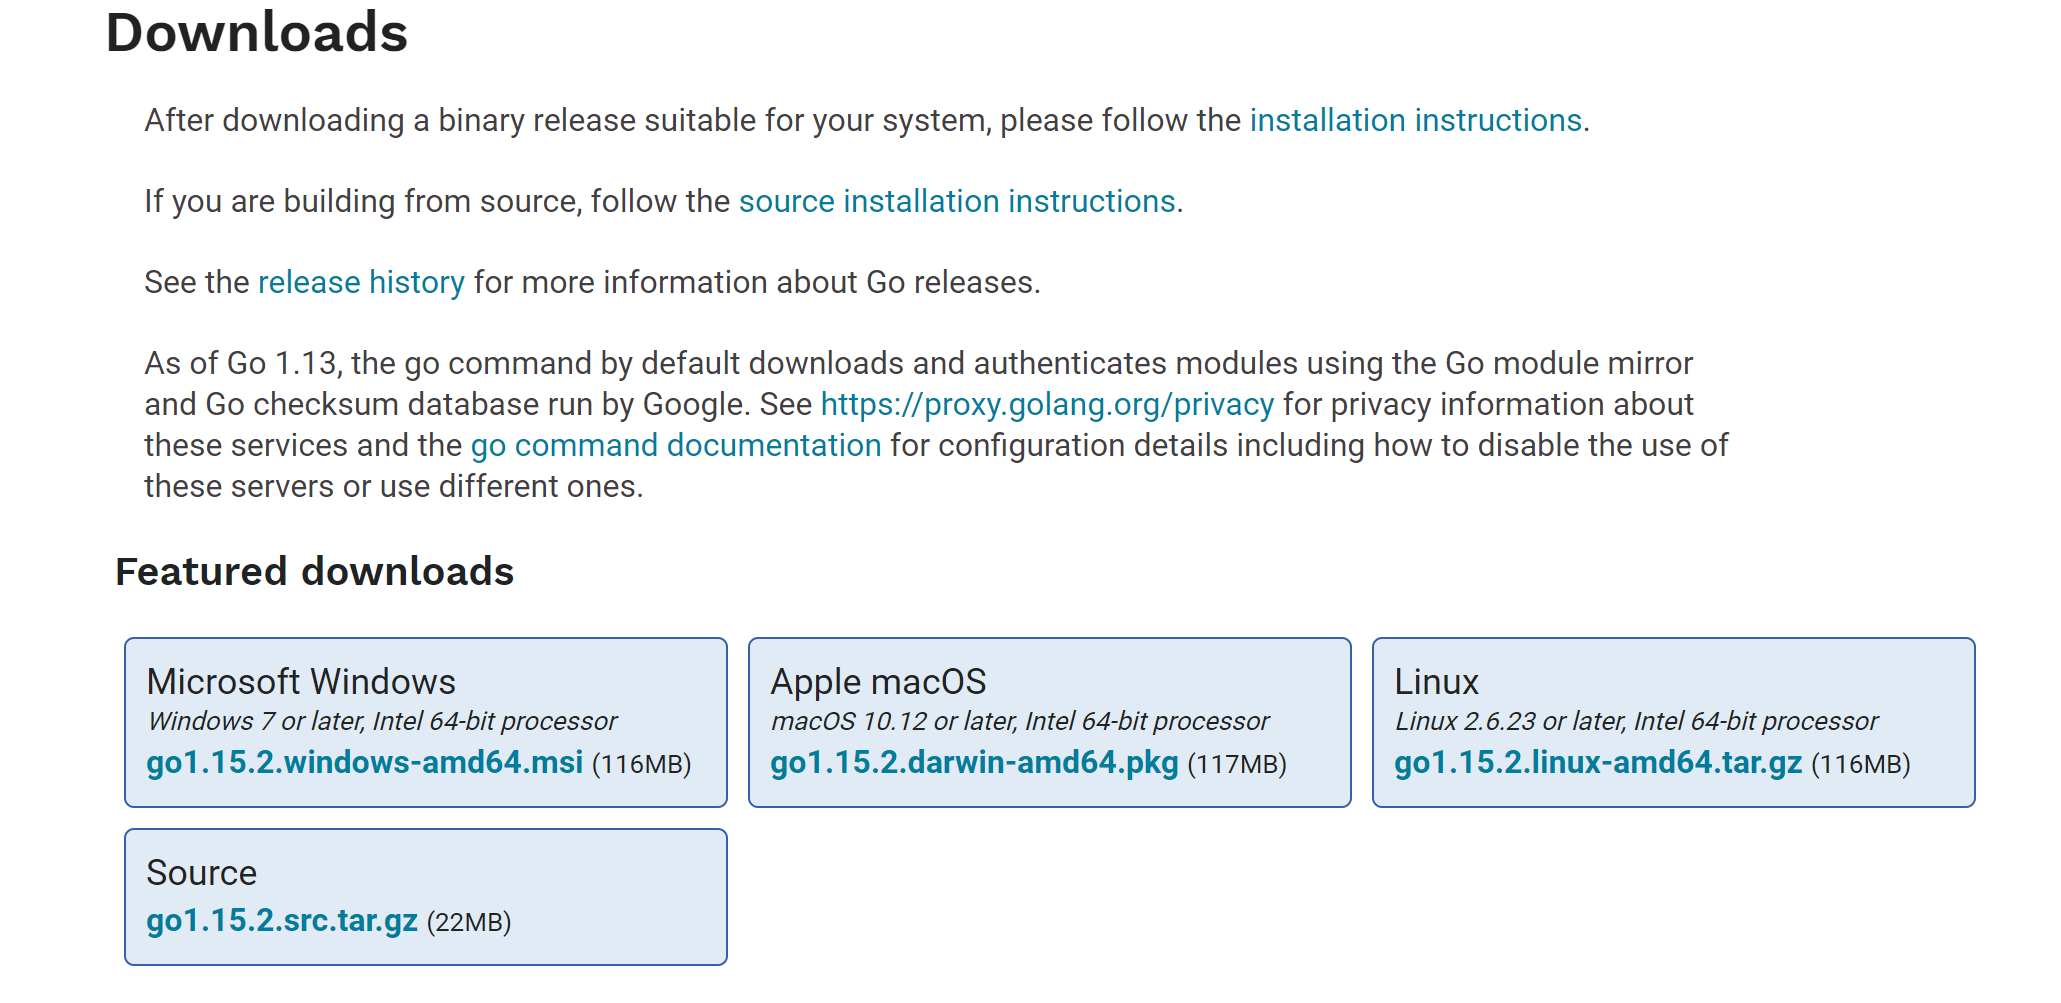 Downloads
After downloading a binary release suitable for your system, please follow the installation instructions.
If you are building from source, follow the source installation instructions.
See the release history for more information about Go releases.
As of Go 1.13, the go command by default downloads and authenticates modules using the Go module mirror
and Go checksum database run by Google. See https://proxy.golang.org/privacy for privacy information about
these services and the go command documentation for configuration details including how to disable the use of
these servers or use different ones.
Featured downloads
Microsoft Windows
Windows 7 or later, Intel 64-bit processor
go1.15.2.windows-amd64.msi (116MB)
Apple macOS
macOS 10.12 or later, Intel 64-bit processor
go1.15.2.darwin-amd64.pkg (117MB)
Linux
Linux 2.6.23 or later, Intel 64-bit processor
go1.15.2.linux-amd64.tar.gz (116MB)
Source
go1.15.2.src.tar.gz (22MB)